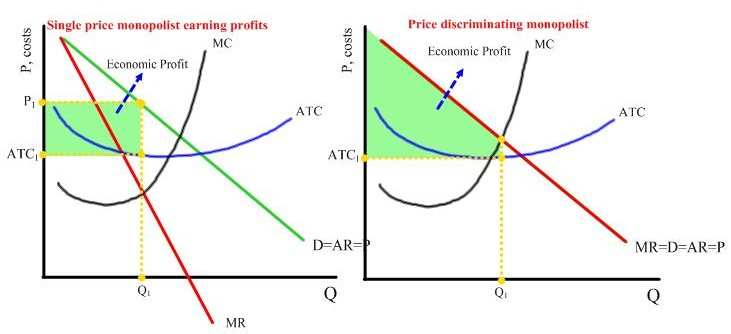 Single price monopolist earning profits
P, costs
MC
Economic Profit
P1
ATC
ATC1
D=AR=P
Q1
Q
MR
Price discriminating monopolist
P, costs
MC
Economic Profit
ATC
ATC1
MR=D=AR=P
Q1
Q